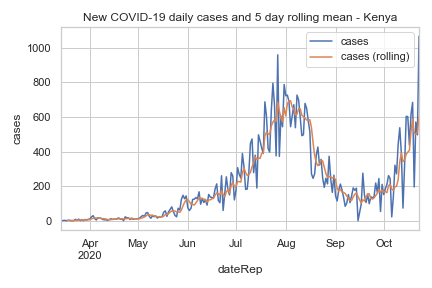 New COVID-19 daily cases and 5 day rolling mean - Kenya
cases
cases (rolling)
1000
800
600
400
200
0
cases
Apr May Jun Jul Aug Sep Oct
2020
dateRep